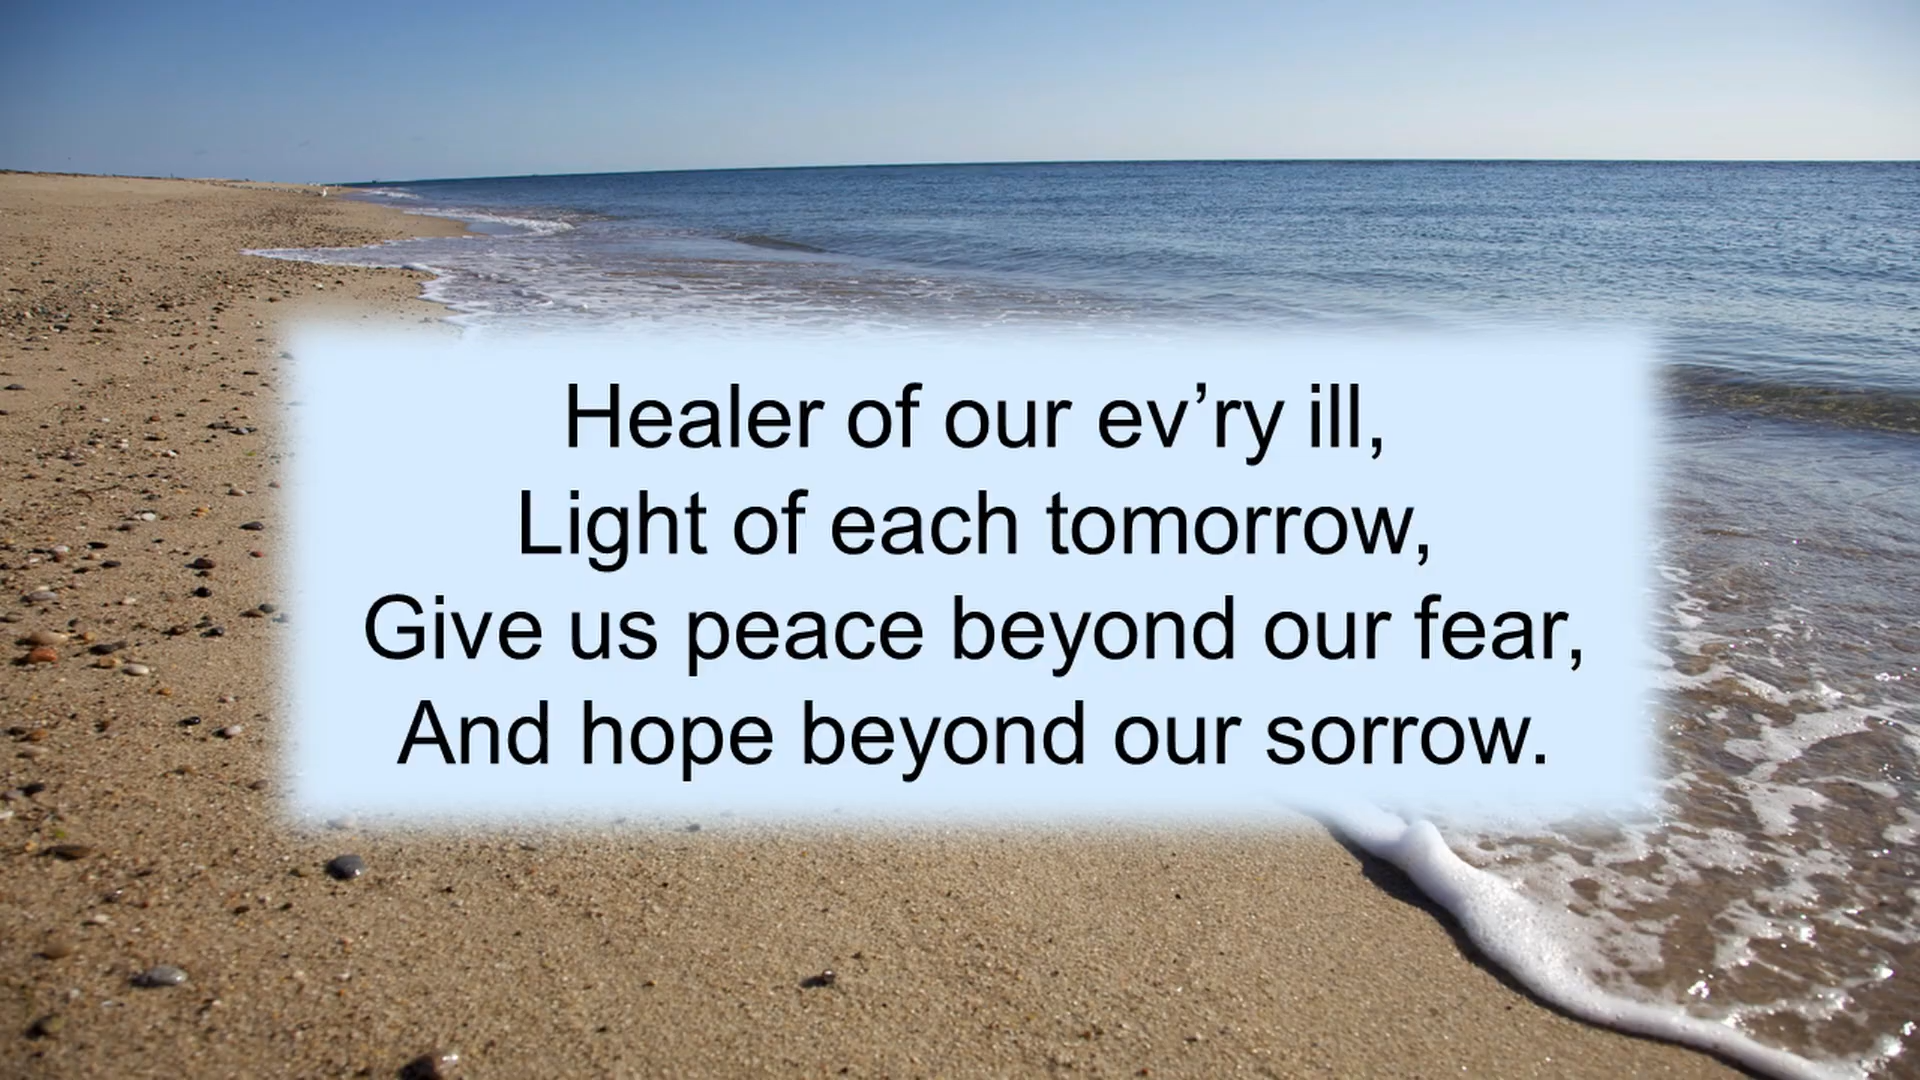 Healer of our ev’ry ill,
Light of each tomorrow,
Give us peace beyond our fear,
And hope beyond our sorrow.